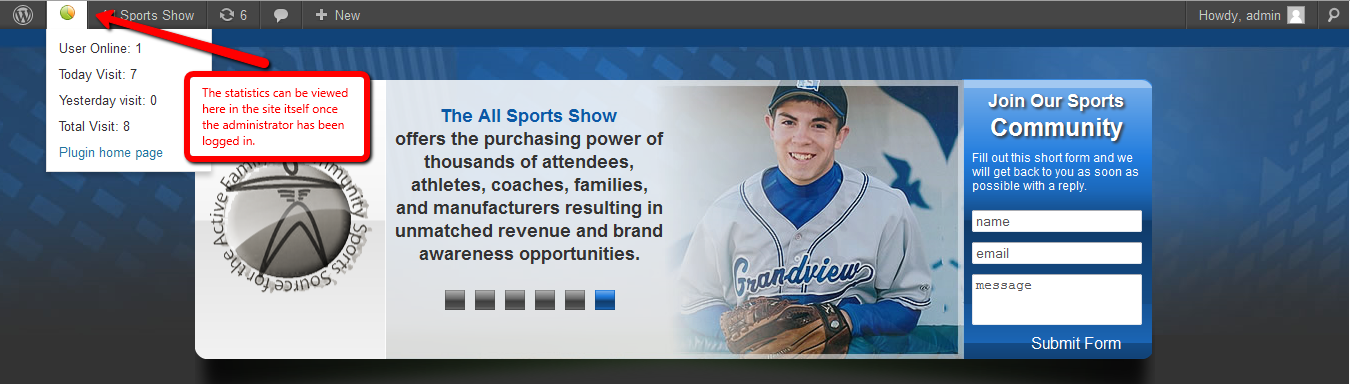 Sports Show
6
New
Howdy, admin
User Online: 1
Today Visit: 7
Yesterday visit: 0
Total Visit: 8
Plugin home page
The statistics can be viewed
here in the site itself once
the administrator has been
logged in.
The All Sports Show
offers the purchasing power of
thousands of attendees,
athletes, coaches, families,
and manufacturers resulting in
unmatched revenue and brand
awareness opportunities.
Grandview
Join Our Sports
Community
Fill out this short form and we
will get back to you as soon as
possible with a reply.
name
email
message
Submit Form
Sports Source for the Active Family